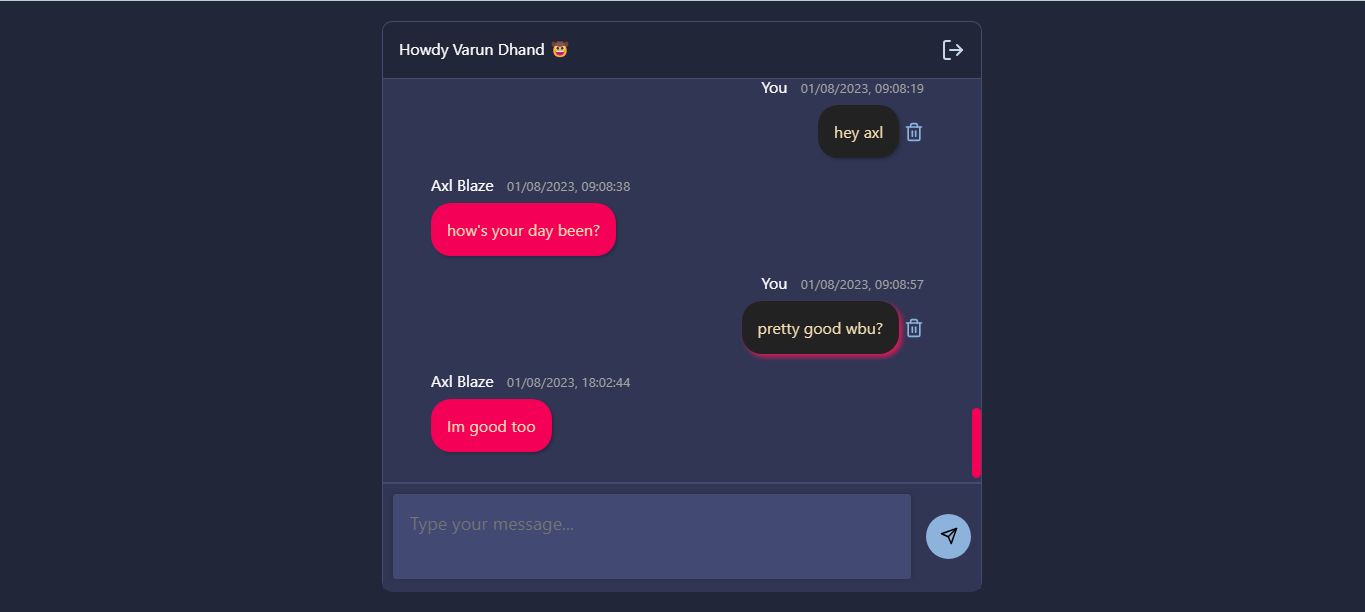 Howdy Varun Dhand 🤠
You 01/08/2023, 09:08:19
hey axl
Axl Blaze 01/08/2023, 09:08:38
how's your day been?
You 01/08/2023, 09:08:57
pretty good wbu?
Axl Blaze 01/08/2023, 18:02:44
Im good too
Type your message...